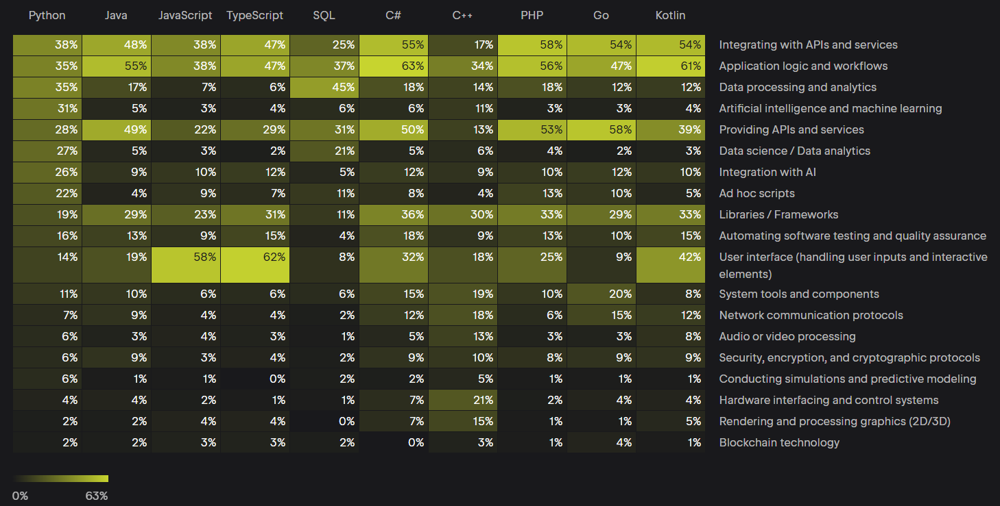 Python Java JavaScript TypeScript SQL C# C++ PHP Go Kotlin
38% 48% 38% 47% 25% 55% 17% 58% 54% 54% Integrating with APIs and services
35% 55% 38% 47% 37% 63% 34% 56% 47% 61% Application logic and workflows
35% 17% 7% 6% 45% 18% 14% 18% 12% 12% Data processing and analytics
31% 5% 3% 4% 6% 6% 11% 3% 3% 4% Artificial intelligence and machine learning
28% 49% 22% 29% 31% 50% 13% 53% 58% 39% Providing APIs and services
27% 5% 3% 2% 21% 5% 6% 4% 2% 3% Data science / Data analytics
26% 9% 10% 12% 5% 12% 9% 10% 12% 10% Integration with AI
22% 4% 9% 7% 11% 8% 4% 13% 10% 5% Ad hoc scripts
19% 29% 23% 31% 11% 36% 30% 33% 29% 33% Libraries / Frameworks
16% 13% 9% 15% 4% 18% 9% 13% 10% 15% Automating software testing and quality assurance
14% 19% 58% 62% 8% 32% 18% 25% 9% 42% User interface (handling user inputs and interactive
elements)
11% 10% 6% 6% 6% 15% 19% 10% 20% 8% System tools and components
7% 9% 4% 4% 2% 12% 18% 6% 15% 12% Network communication protocols
6% 3% 4% 3% 1% 5% 13% 3% 3% 8% Audio or video processing
6% 9% 3% 4% 2% 9% 10% 8% 9% 9% Security, encryption, and cryptographic protocols
6% 1% 1% 0% 2% 2% 5% 1% 1% 1% Conducting simulations and predictive modeling
4% 4% 2% 1% 1% 7% 21% 2% 4% 4% Hardware interfacing and control systems
2% 2% 4% 4% 0% 7% 15% 1% 1% 5% Rendering and processing graphics (2D/3D)
2% 2% 3% 3% 2% 0% 3% 1% 4% 1% Blockchain technology
0% 63%